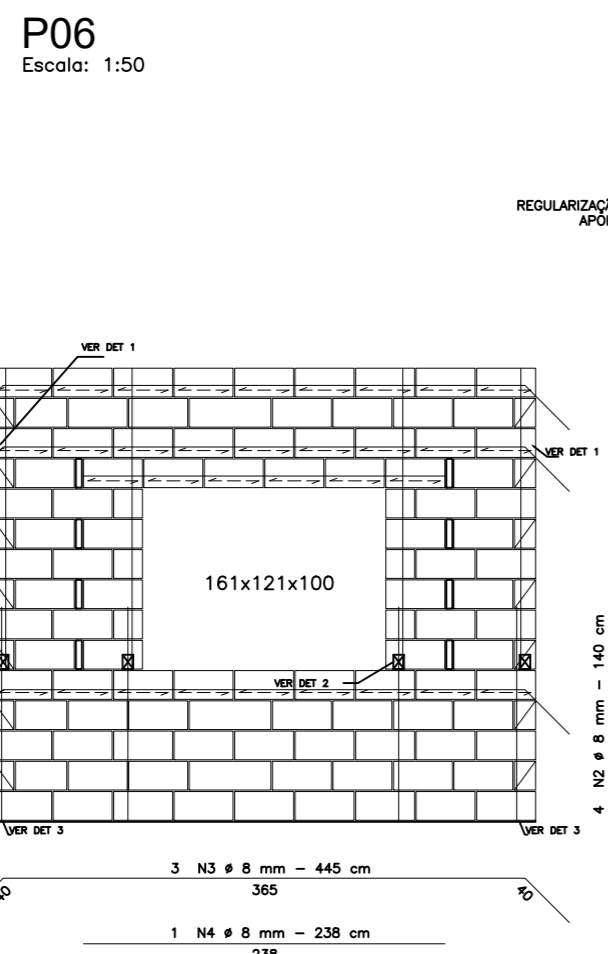 P06
Escala: 1:50
REGULARIZAÇÃ
APO
VER DET 1
VER DET 1
161x121x100
VER DET 2
4 N2 ø 8 mm – 140 cm
VER DET 3
VER DET 3
3 N3 ø 8 mm – 445 cm
40
365
40
1 N4 ø 8 mm – 238 cm
238